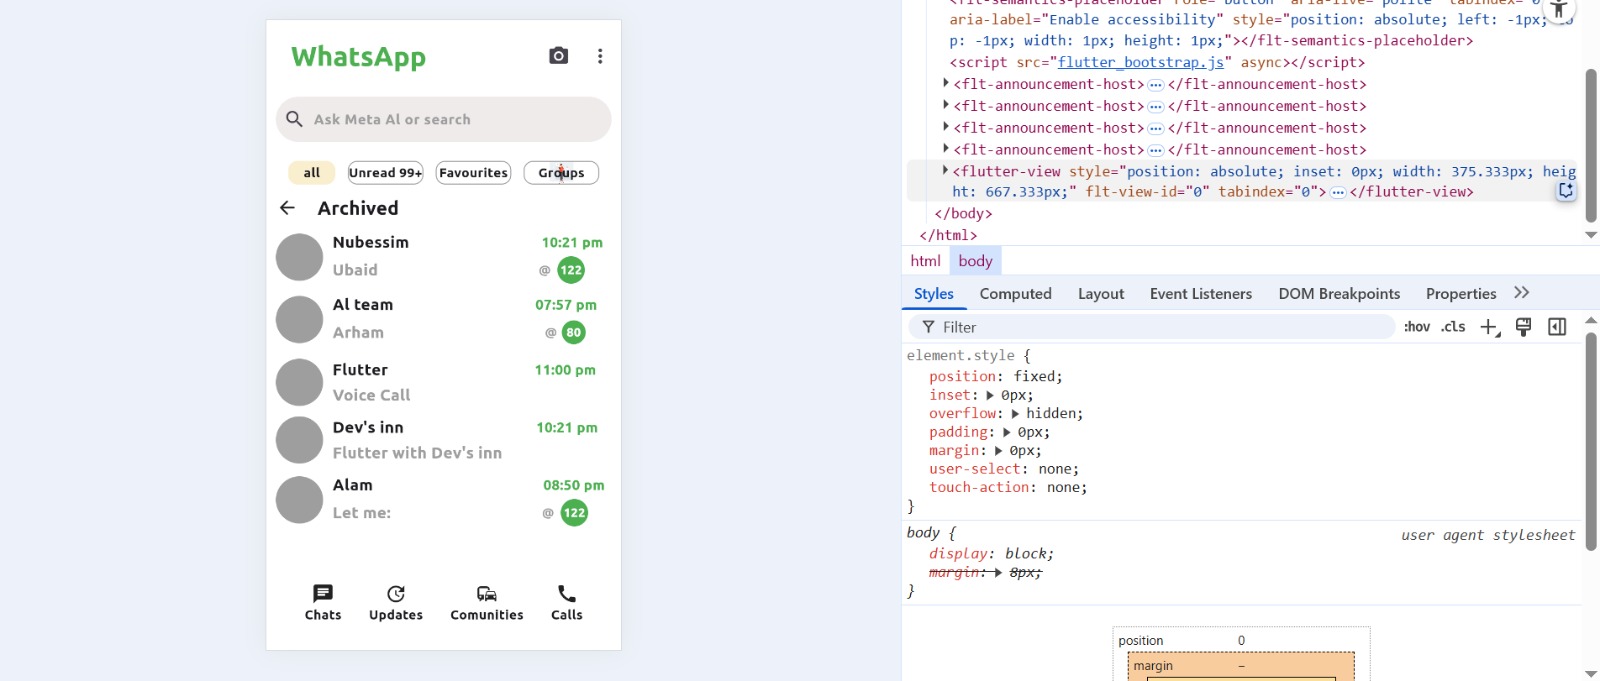 WhatsApp
Ask Meta Al or search
all
Unread 99+
Favourites
Groups
Archived
Nubessim
10:21 pm
Ubaid
@ 122
Al team
07:57 pm
Arham
@ 80
Flutter
11:00 pm
Voice Call
Dev's inn
10:21 pm
Flutter with Dev's inn
Alam
08:50 pm
Let me:
@ 122
Chats
Updates
Comunities
Calls
aria-label="Enable accessibility" style="position: absolute; left: -1px; to
p: -1px; width: 1px; height: 1px;"></flt-semantics-placeholder>
<script src="flutter_bootstrap.js" async></script>
<flt-announcement-host> </flt-announcement-host>
<flt-announcement-host> </flt-announcement-host>
<flt-announcement-host> </flt-announcement-host>
<flt-announcement-host> </flt-announcement-host>
<flutter-view style="position: absolute; inset: 0px; width: 375.333px; heig
ht: 667.333px;" flt-view-id="0" tabindex="0"> </flutter-view>
</body>
</html>
html body
Styles Computed Layout Event Listeners DOM Breakpoints Properties
Filter
:hov .cls
element.style {
position: fixed;
inset: 0px;
overflow: hidden;
padding: 0px;
margin: 0px;
user-select: none;
touch-action: none;
}
body {
user agent stylesheet
display: block;
margin: 8px;
}
position 0
margin –